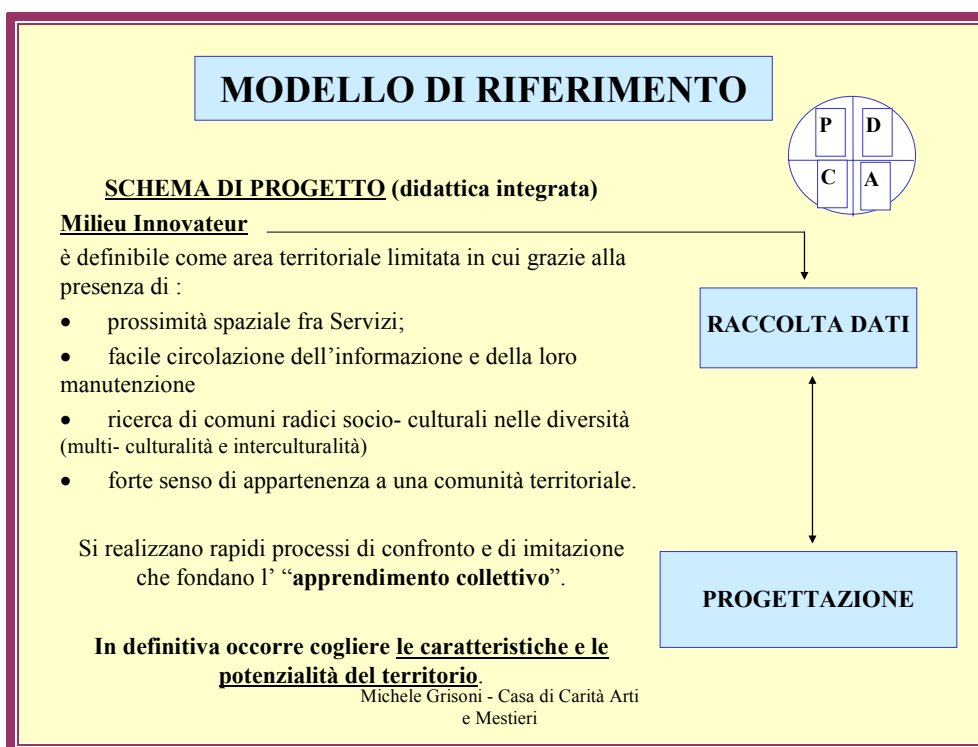 MODELLO DI RIFERIMENTO
P D
C A
SCHEMA DI PROGETTO (didattica integrata)
Milieu Innovateur
è definibile come area territoriale limitata in cui grazie alla
presenza di :
• prossimità spaziale fra Servizi;
• facile circolazione dell’informazione e della loro
manutenzione
• ricerca di comuni radici socio- culturali nelle diversità
(multi- culturalità e interculturalità)
• forte senso di appartenenza a una comunità territoriale.
Si realizzano rapidi processi di confronto e di imitazione
che fondano l’ “apprendimento collettivo”.
In definitiva occorre cogliere le caratteristiche e le
potenzialità del territorio.
RACCOLTA DATI
PROGETTAZIONE
Michele Grisoni - Casa di Carità Arti
e Mestieri